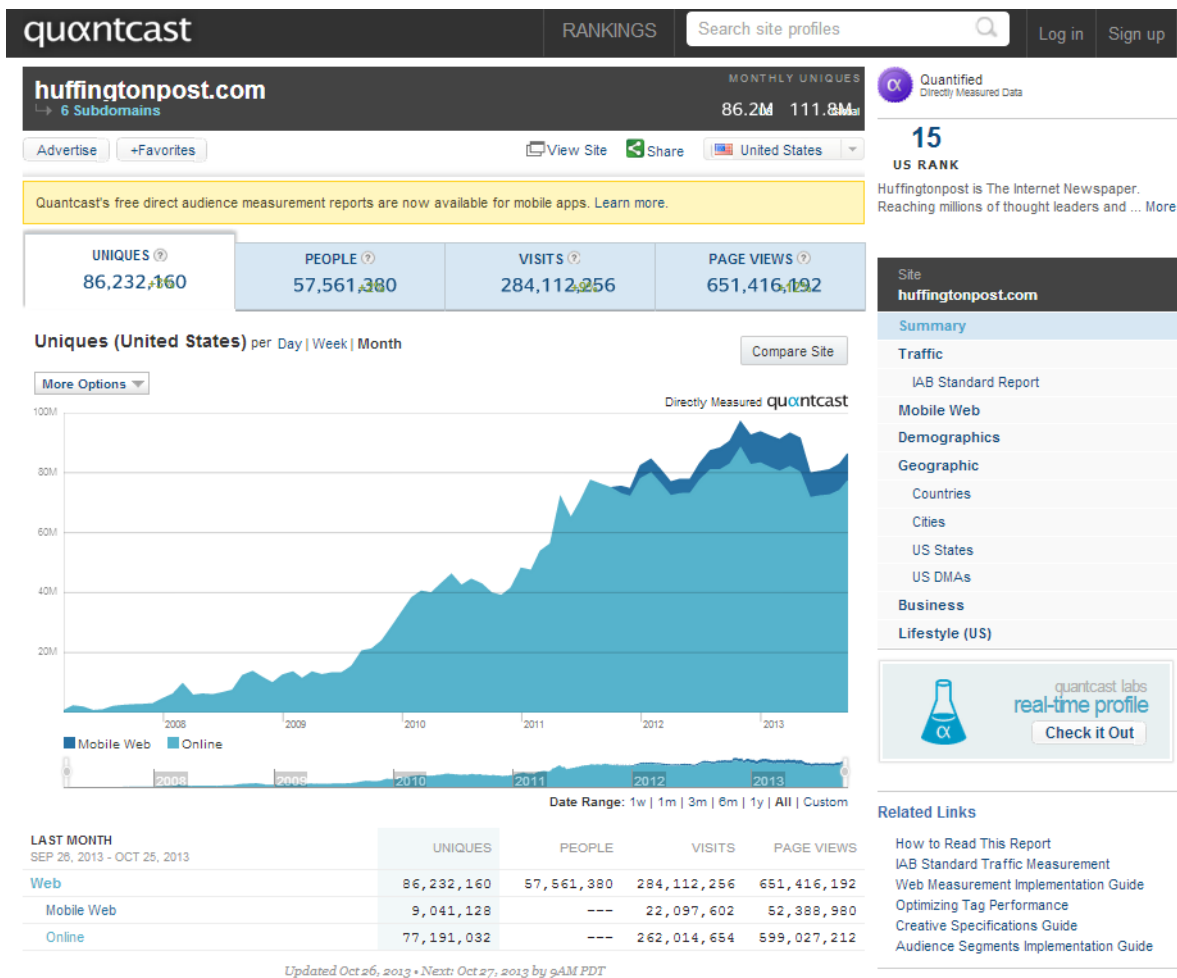 quantcast
RANKINGS
Search site profiles
Log in
Sign up
huffingtonpost.com
6 Subdomains
MONTHLY UNIQUES
86.2M 111.8M
Advertise
+Favorites
View Site
Share
United States
Quantcast's free direct audience measurement reports are now available for mobile apps. Learn more.
UNIQUES ?
86,232,160
PEOPLE ?
57,561,380
VISITS ?
284,112,256
PAGE VIEWS ?
651,416,192
Uniques (United States) per Day | Week | Month
Compare Site
More Options
Directly Measured quantcast
100M
80M
60M
40M
20M
2008
2009
2010
2011
2012
2013
Mobile Web
Online
2008
2009
2010
2011
2012
2013
Date Range: 1w | 1m | 3m | 6m | 1y | All | Custom
LAST MONTH
SEP 26, 2013 - OCT 25, 2013
UNIQUES PEOPLE VISITS PAGE VIEWS
Web 86,232,160 57,561,380 284,112,256 651,416,192
Mobile Web 9,041,128 --- 22,097,602 52,388,980
Online 77,191,032 --- 262,014,654 599,027,212
Updated Oct 26, 2013 • Next: Oct 27, 2013 by 9AM PDT
Quantified
Directly Measured Data
15
US RANK
Huffingtonpost is The Internet Newspaper.
Reaching millions of thought leaders and ... More
Site
huffingtonpost.com
Summary
Traffic
IAB Standard Report
Mobile Web
Demographics
Geographic
Countries
Cities
US States
US DMAs
Business
Lifestyle (US)
quantcast labs
real-time profile
Check it Out
Related Links
How to Read This Report
IAB Standard Traffic Measurement
Web Measurement Implementation Guide
Optimizing Tag Performance
Creative Specifications Guide
Audience Segments Implementation Guide